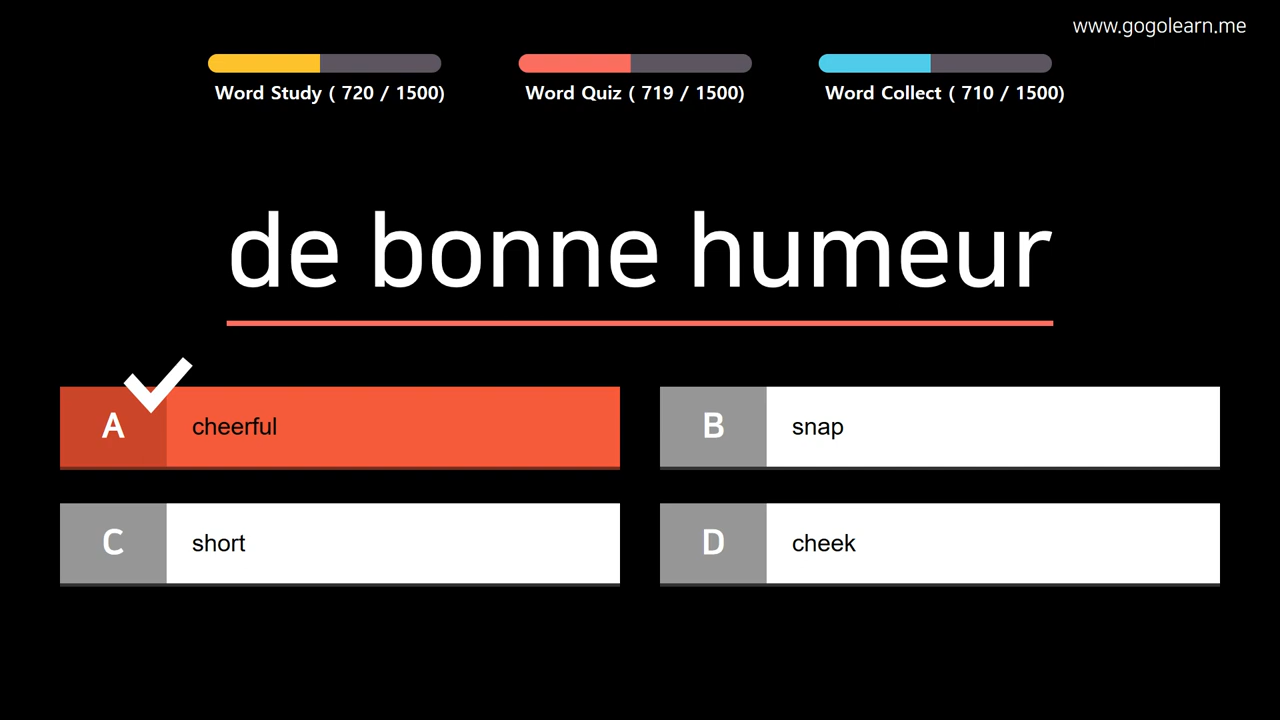 www.gogolearn.me
Word Study ( 720 / 1500)
Word Quiz ( 719 / 1500)
Word Collect ( 710 / 1500)
de bonne humeur
A
cheerful
B
snap
C
short
D
cheek